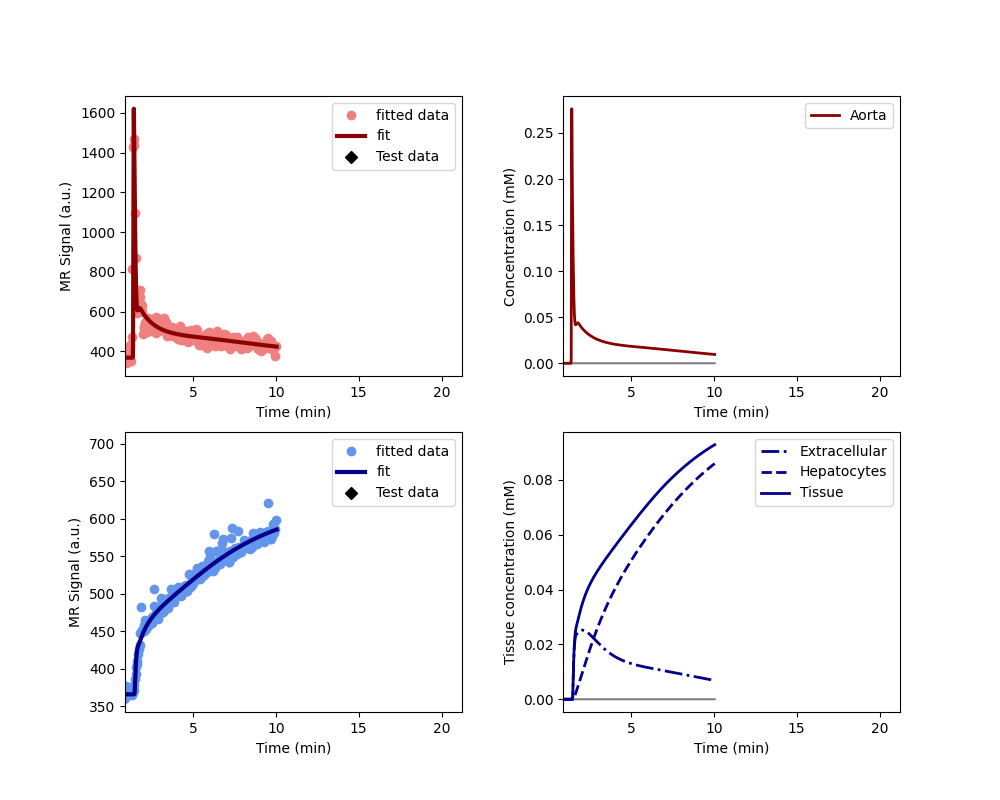 MR Signal (a.u.)
1600
1400
1200
1000
800
600
400
5
10
15
20
Time (min)
fitted data
fit
Test data
Concentration (mM)
0.25
0.20
0.15
0.10
0.05
0.00
5
10
15
20
Time (min)
Aorta
MR Signal (a.u.)
700
650
600
550
500
450
400
350
5
10
15
20
Time (min)
fitted data
fit
Test data
Tissue concentration (mM)
0.08
0.06
0.04
0.02
0.00
5
10
15
20
Time (min)
Extracellular
Hepatocytes
Tissue